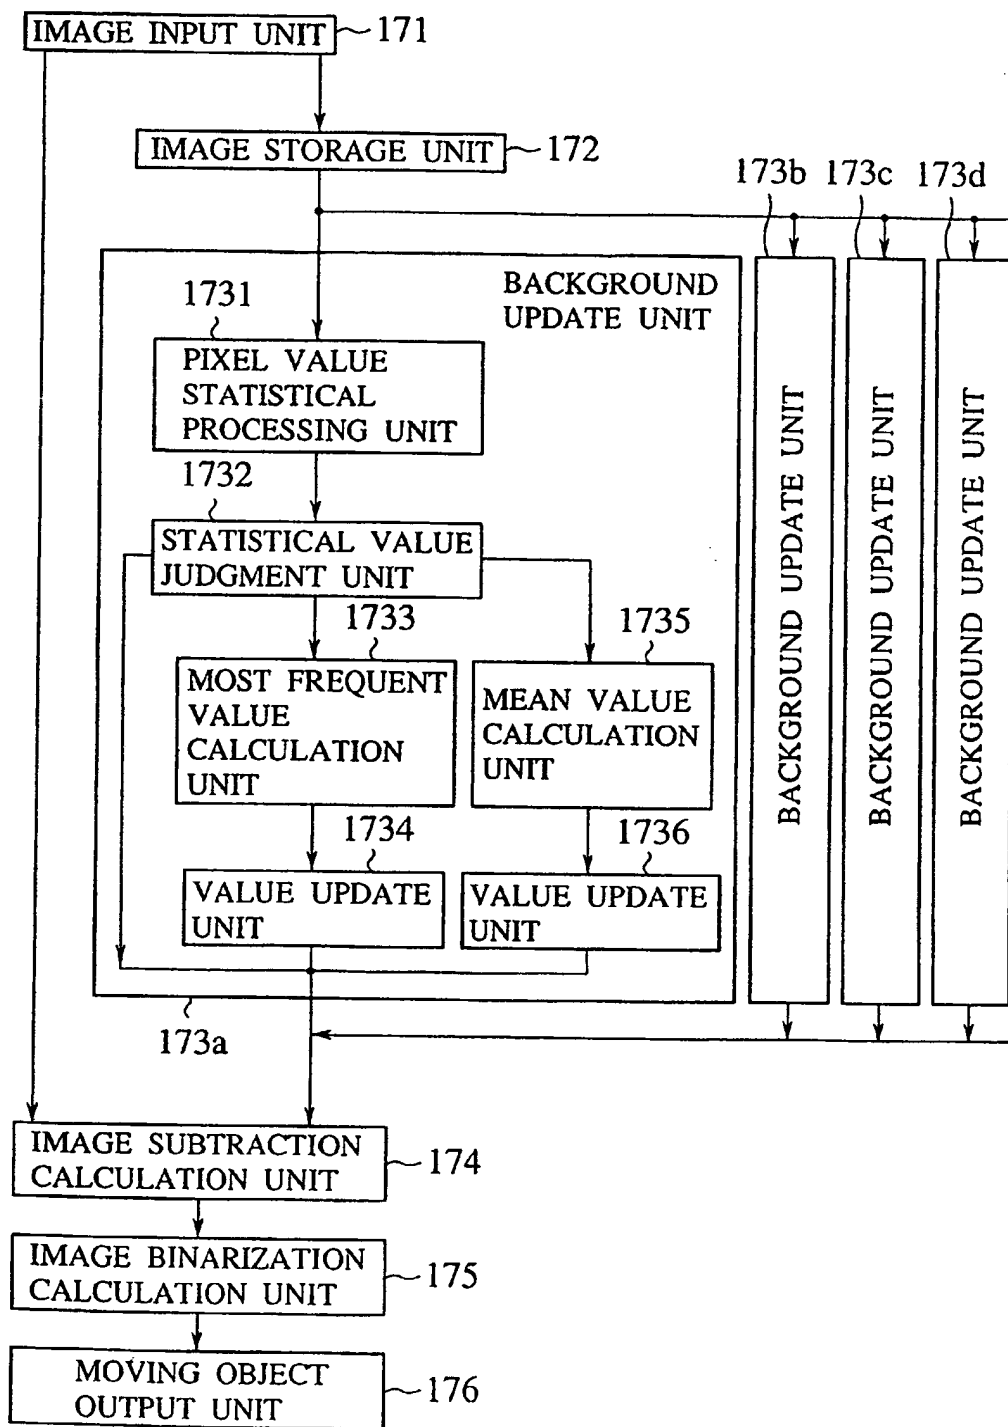 IMAGE INPUT UNIT
171
IMAGE STORAGE UNIT
172
173b
173c
173d
BACKGROUND
UPDATE UNIT
1731
PIXEL VALUE
STATISTICAL
PROCESSING UNIT
1732
STATISTICAL VALUE
JUDGMENT UNIT
1733
MOST FREQUENT
VALUE
CALCULATION
UNIT
1735
MEAN VALUE
CALCULATION
UNIT
1734
VALUE UPDATE
UNIT
1736
VALUE UPDATE
UNIT
173a
BACKGROUND UPDATE UNIT
BACKGROUND UPDATE UNIT
BACKGROUND UPDATE UNIT
IMAGE SUBTRACTION
CALCULATION UNIT
174
IMAGE BINARIZATION
CALCULATION UNIT
175
MOVING OBJECT
OUTPUT UNIT
176